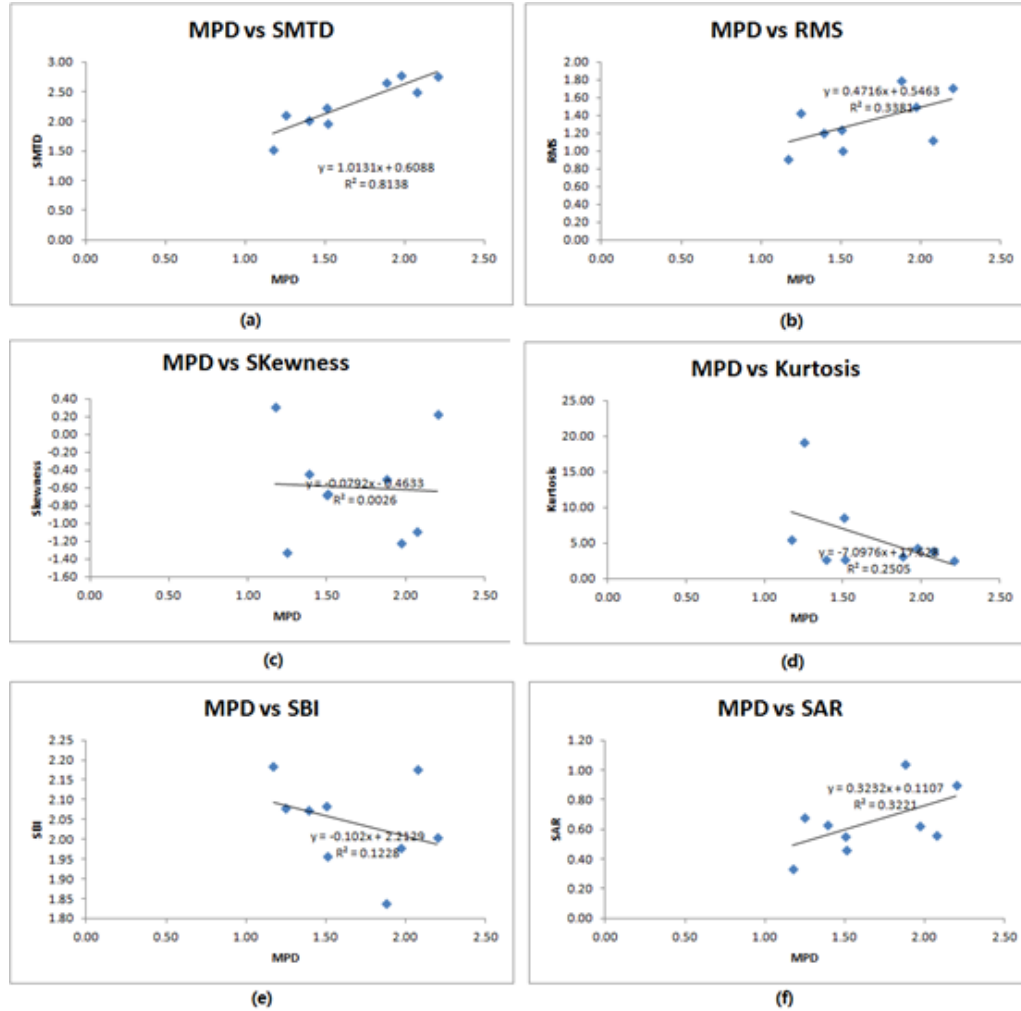 MPD vs SMTD
3.00
2.50
2.00
1.50
1.00
0.50
0.00
SMTD
y = 1.0131x + 0.6088
R² = 0.8138
0.00 0.50 1.00 1.50 2.00 2.50
MPD
(a)
MPD vs RMS
2.00
1.80
1.60
1.40
1.20
1.00
0.80
0.60
0.40
0.20
0.00
RMS
y = 0.4716x + 0.5463
R² = 0.3381
0.00 0.50 1.00 1.50 2.00 2.50
MPD
(b)
MPD vs SKewness
0.40
0.20
0.00
-0.20
-0.40
-0.60
-0.80
-1.00
-1.20
-1.40
-1.60
Skewness
y = -0.0792x - 0.4633
R² = 0.0026
0.00 0.50 1.00 1.50 2.00 2.50
MPD
(c)
MPD vs Kurtosis
25.00
20.00
15.00
10.00
5.00
0.00
Kurtosis
y = -7.0976x + 17.623
R² = 0.2505
0.00 0.50 1.00 1.50 2.00 2.50
MPD
(d)
MPD vs SBI
2.25
2.20
2.15
2.10
2.05
2.00
1.95
1.90
1.85
1.80
SBI
y = -0.102x + 2.2129
R² = 0.1228
0.00 0.50 1.00 1.50 2.00 2.50
MPD
(e)
MPD vs SAR
1.20
1.00
0.80
0.60
0.40
0.20
0.00
SAR
y = 0.3232x + 0.1107
R² = 0.3221
0.00 0.50 1.00 1.50 2.00 2.50
MPD
(f)